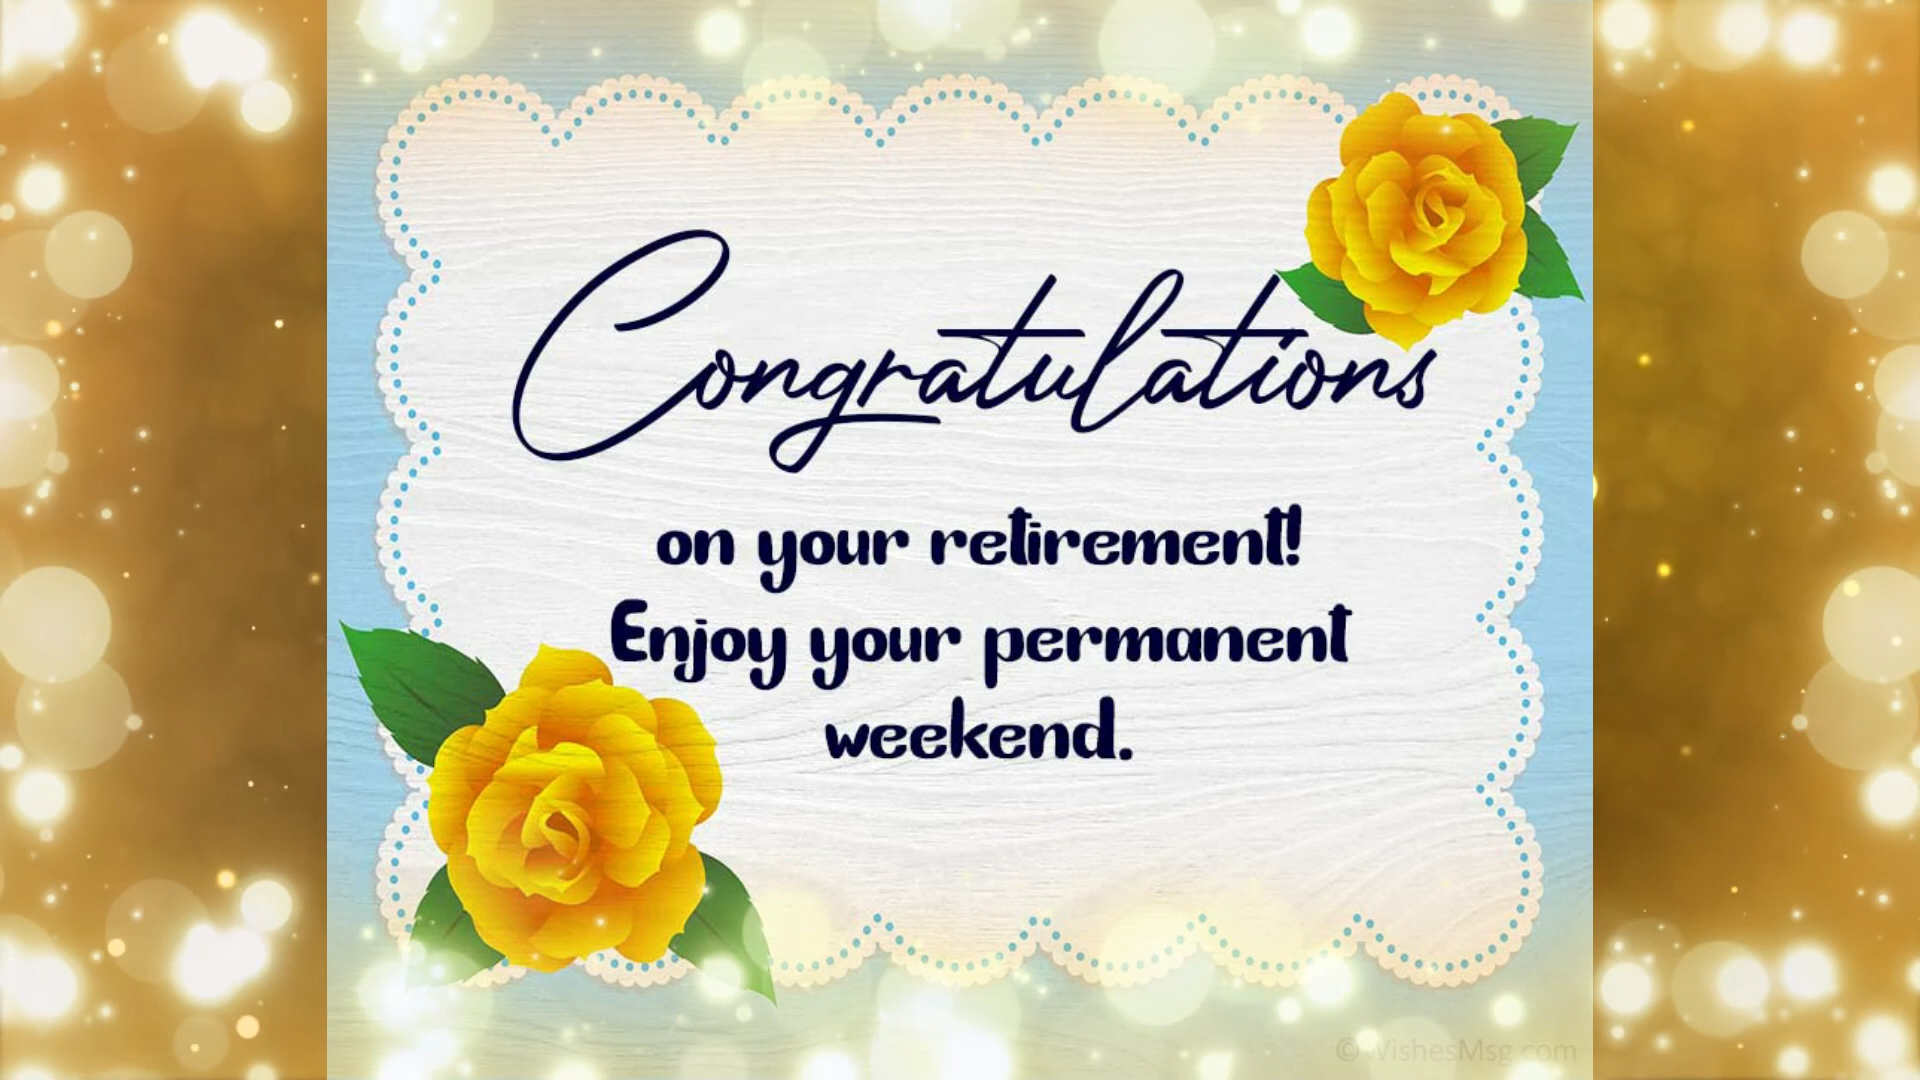 Congratulations
on your retirement!
Enjoy your permanent
weekend.
© WishesMsg.com